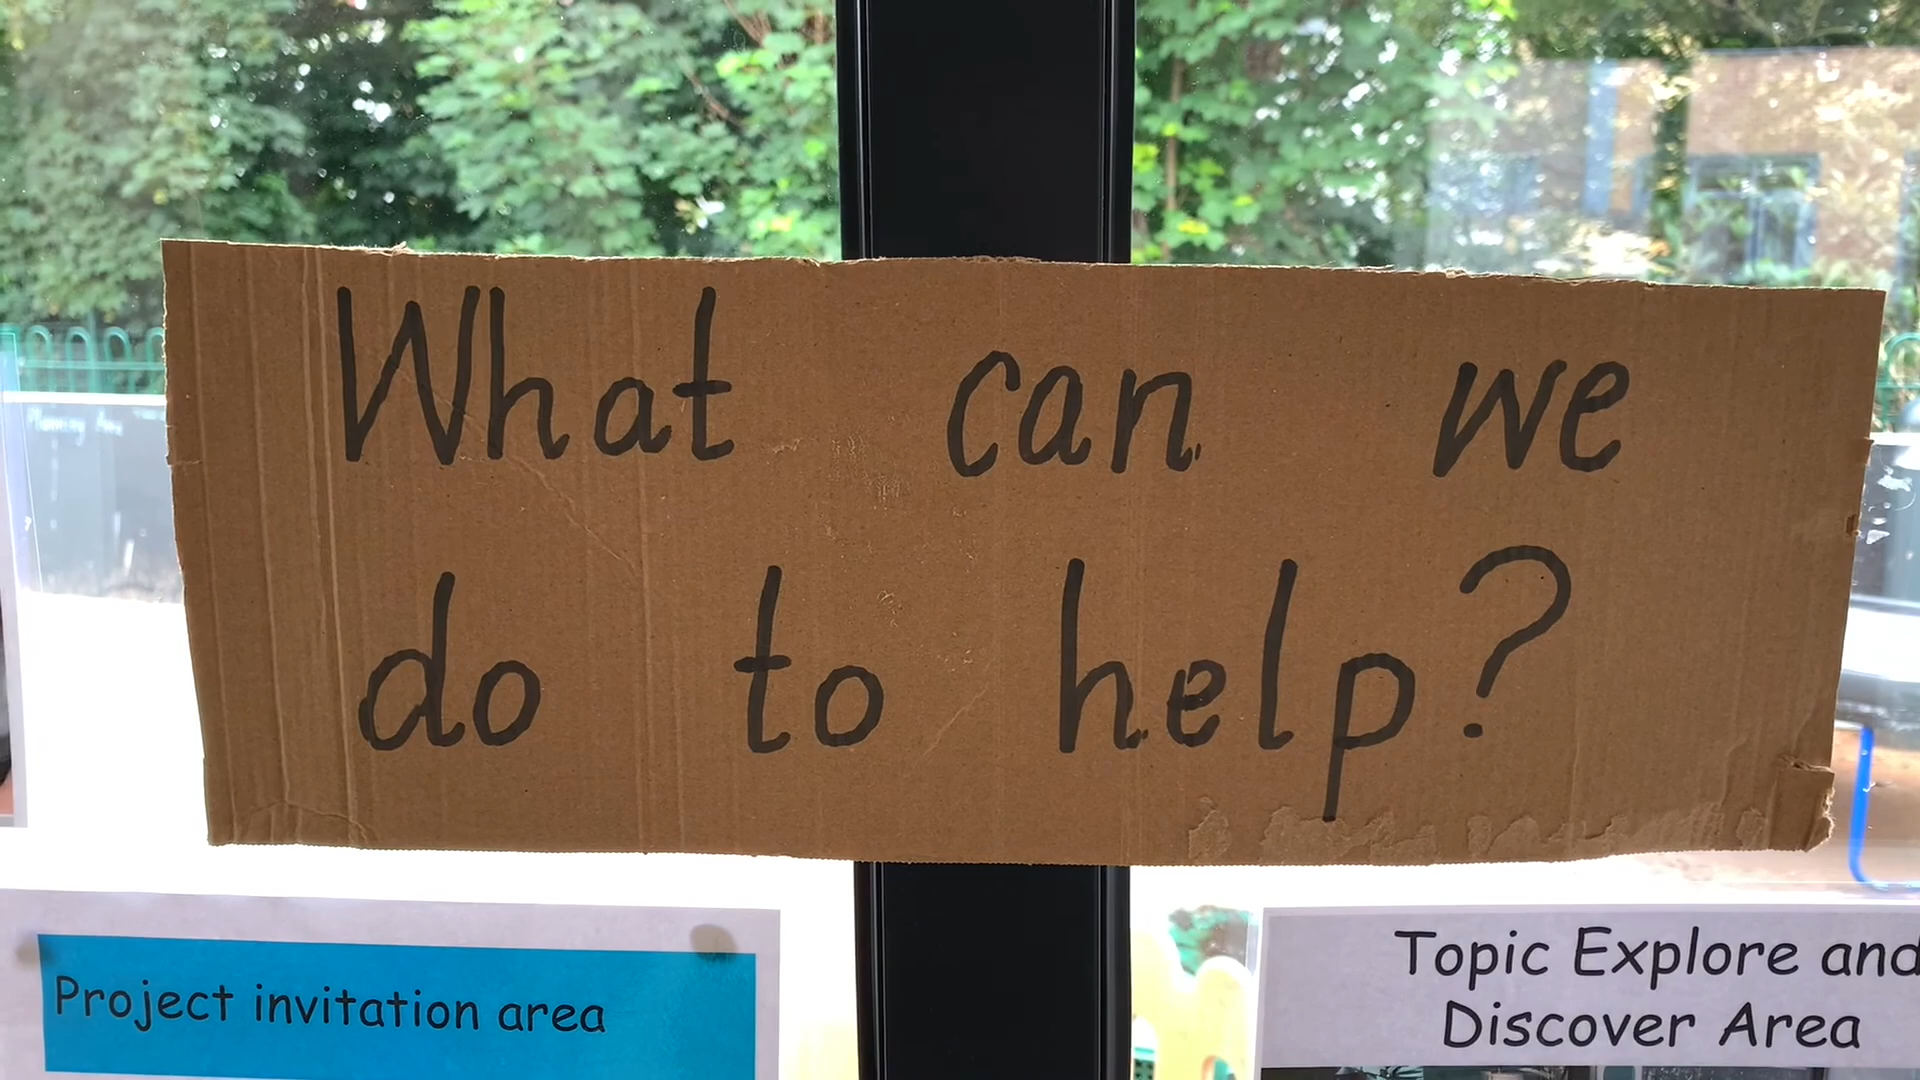 What can we
do to help?
Project invitation area
Topic Explore and
Discover Area